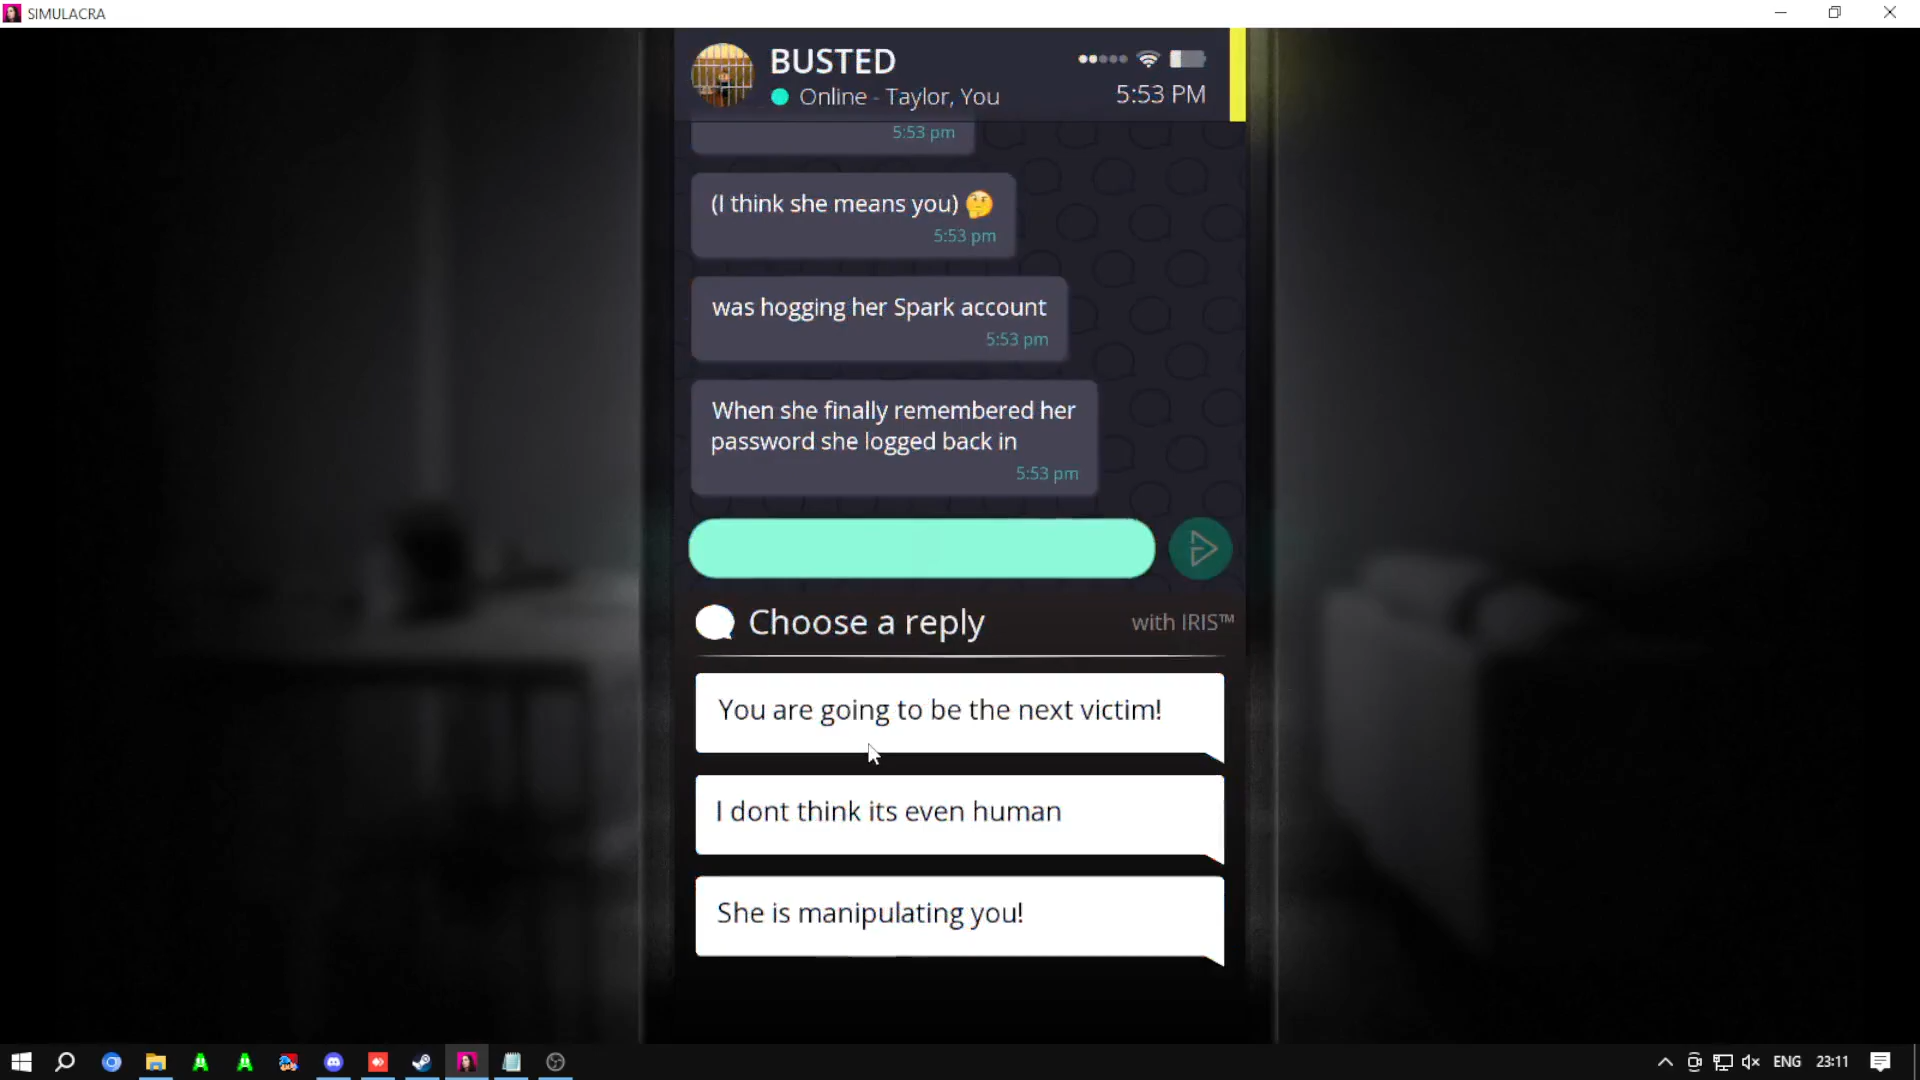 SIMULACRA
BUSTED
Online - Taylor, You
5:53 PM
5:53 pm
(I think she means you) 🤔
5:53 pm
was hogging her Spark account
5:53 pm
When she finally remembered her
password she logged back in
5:53 pm
Choose a reply
with IRIS™
You are going to be the next victim!
I dont think its even human
She is manipulating you!
ENG
23:11